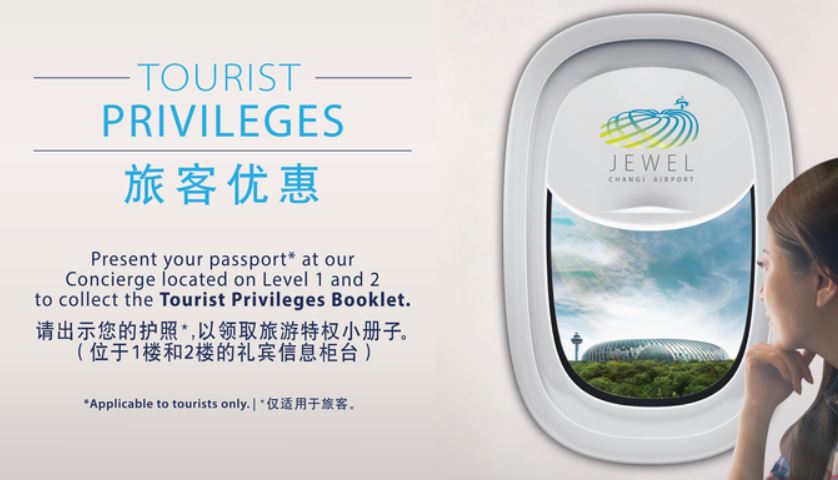 TOURIST
PRIVILEGES
旅客优惠
Present your passport* at our
Concierge located on Level 1 and 2
to collect the Tourist Privileges Booklet.
请出示您的护照*,以领取旅游特权小册子。
（位于1楼和2楼的礼宾信息柜台）
*Applicable to tourists only. | *仅适用于旅客。
JEWEL
CHANGI AIRPORT